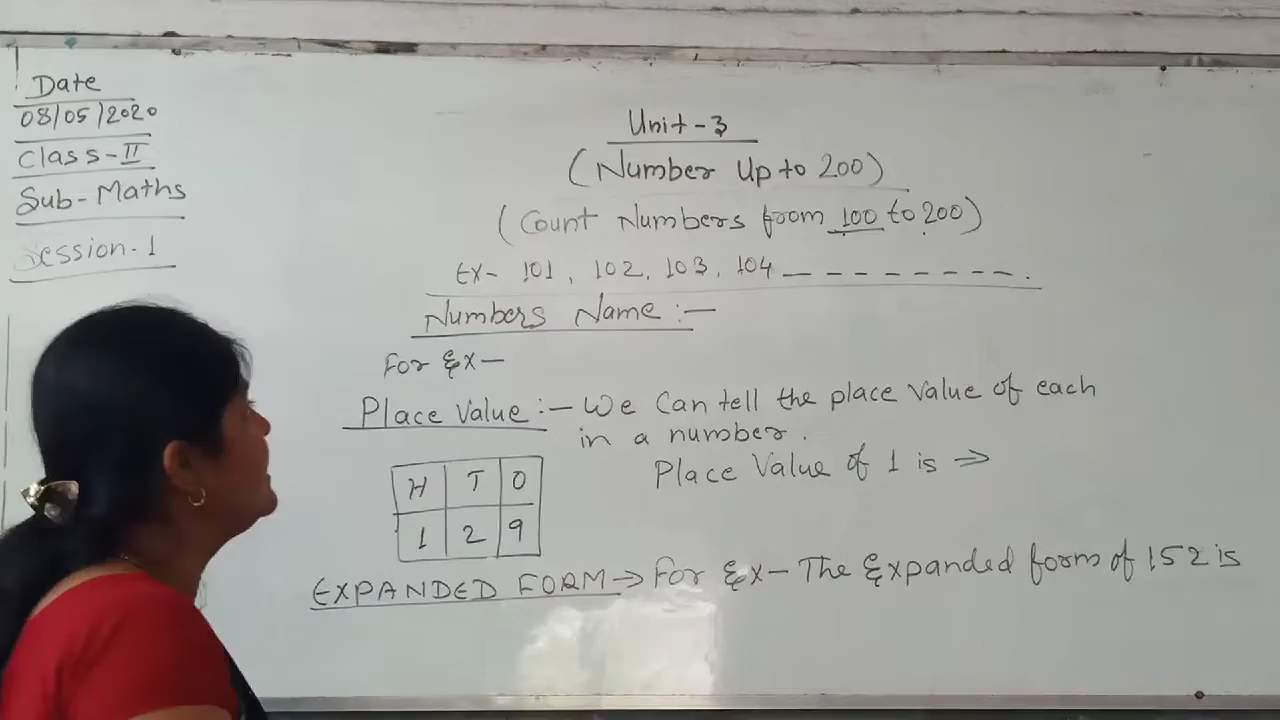 Date
08/05/2020
Class-II
Sub-Maths
Session-1
Unit-3
(Number Up to 200)
(Count Numbers from 100 to 200)
Ex- 101, 102, 103, 104 _ _ _ _ _ _ _ _ .
Numbers Name :-
For Ex-
Place Value :- We Can tell the place Value of each
in a number.
Place Value of 1 is ⇒
H T O
1 2 9
EXPANDED FORM → For Ex- The Expanded form of 152 is